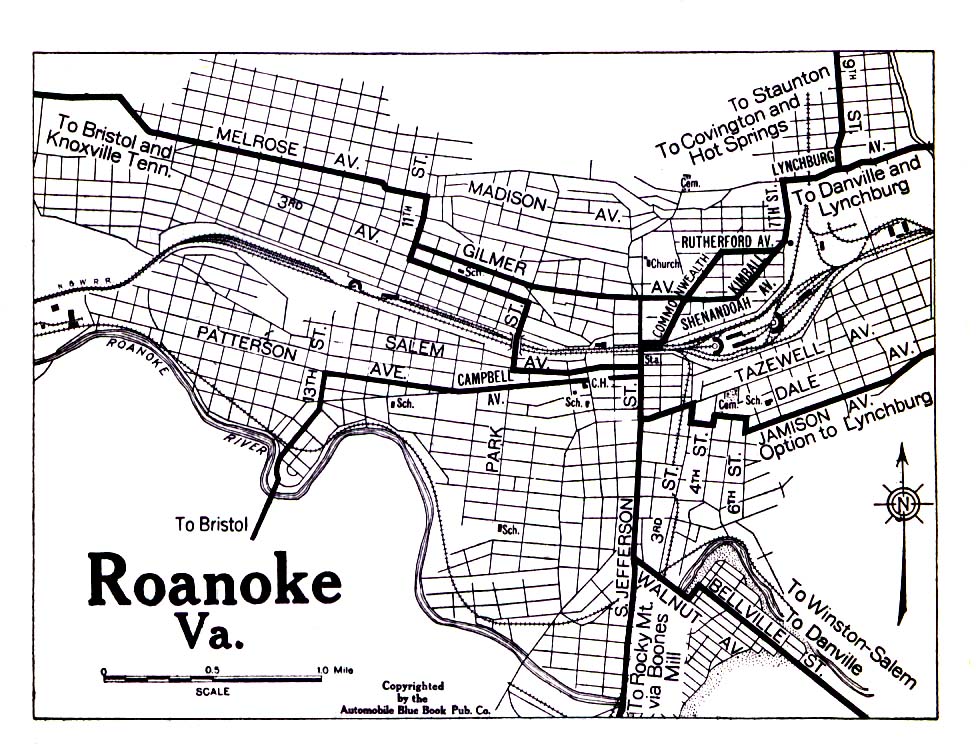 To Staunton
To Covington and
Hot Springs
9TH
ST.
To Bristol and
Knoxville Tenn.
MELROSE AV.
LYNCHBURG AV.
To Danville and
Lynchburg
Cem.
3RD AV.
11TH ST.
MADISON AV.
7TH ST.
RUTHERFORD AV.
GILMER AV.
Sch.
Church
COMMONWEALTH
KIMBALL
SHENANDOAH AV.
N & W R R
ROANOKE
RIVER
PATTERSON AVE.
13TH ST.
SALEM AV.
ST.
CAMPBELL AV.
Sch.
C.H.
Sch.
Sta.
TAZEWELL AV.
DALE AV.
Cem.
Sch.
JAMISON AV.
Option to Lynchburg
PARK
ST.
4TH ST.
6TH ST.
3RD ST.
Sch.
N
To Bristol
S. JEFFERSON
WALNUT AV.
BELLVILLE ST.
To Winston-Salem
To Danville
To Rocky Mt.
via Boones
Mill
Roanoke
Va.
0 0.5 1.0 Mile
SCALE
Copyrighted
by the
Automobile Blue Book Pub. Co.